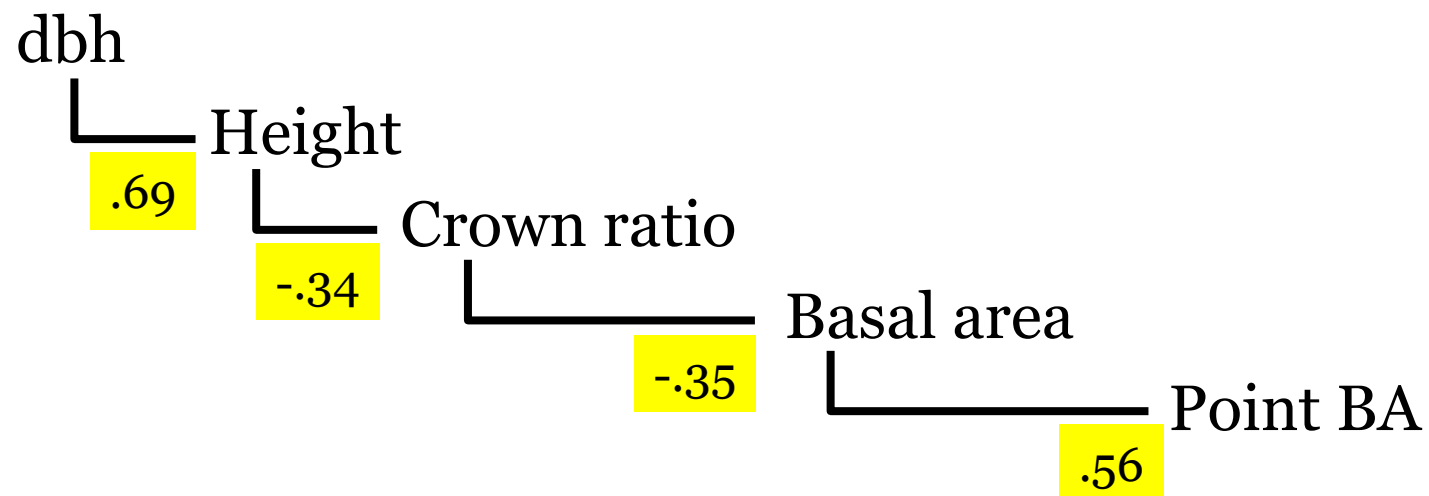 dbh
Height
.69
Crown ratio
-.34
Basal area
-.35
Point BA
.56